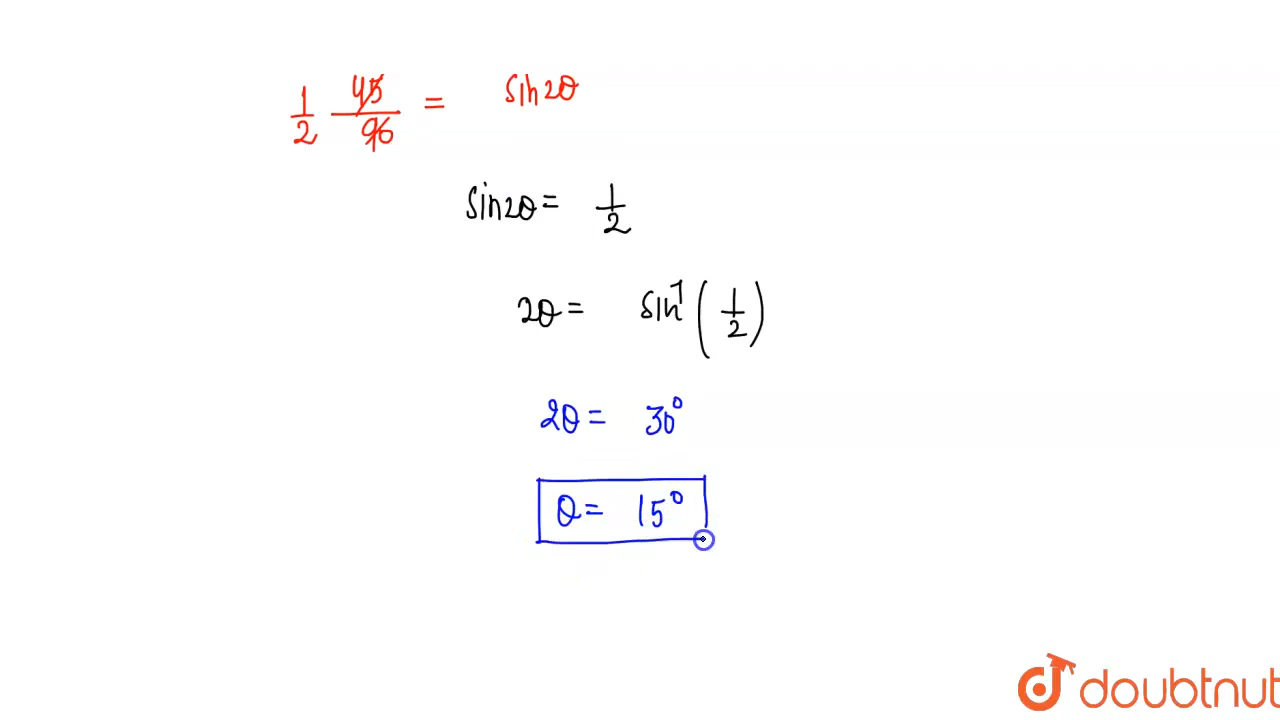 1/2 45/90 = sin2θ
sin2θ = 1/2
2θ = sin⁻¹(1/2)
2θ = 30°
θ = 15°
doubtnut